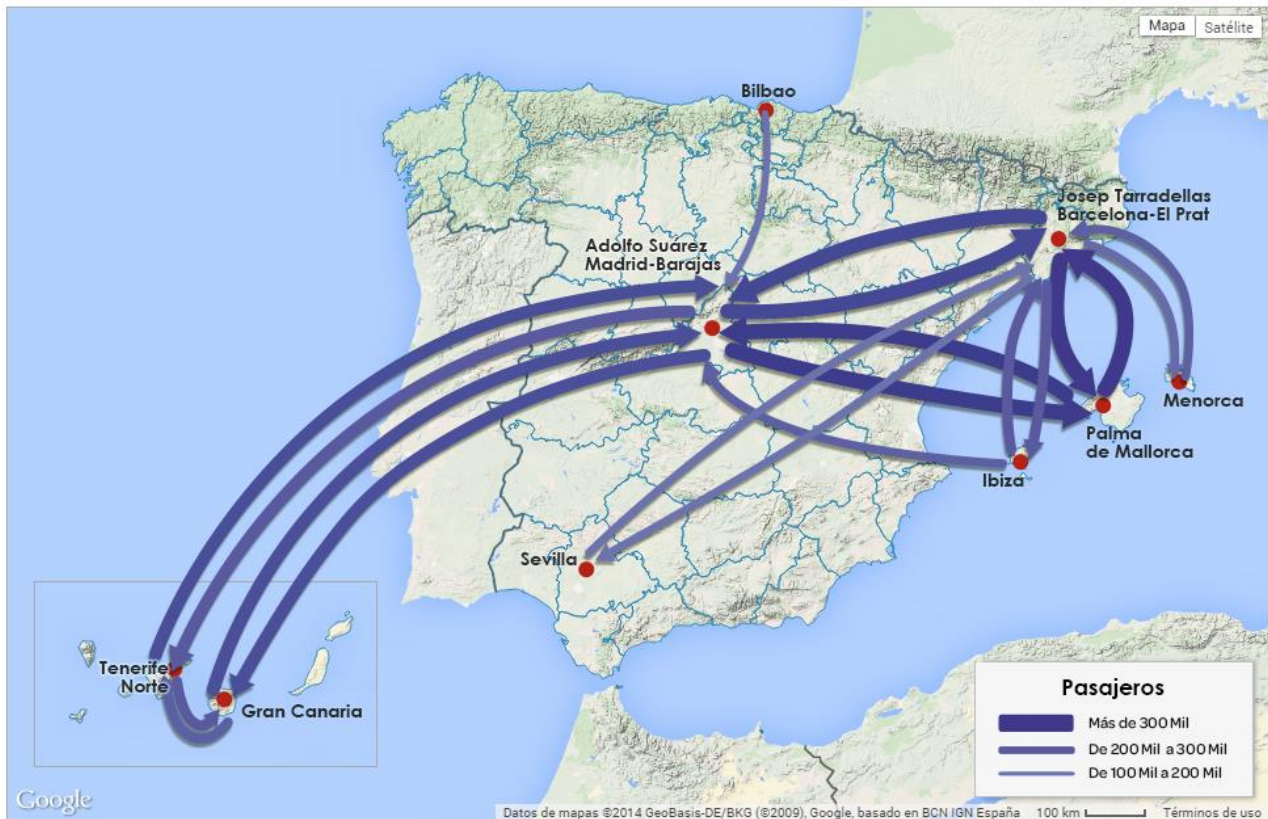 Mapa
Satélite
Bilbao
Josep Tarradellas
Barcelona-El Prat
Adolfo Suárez
Madrid-Barajas
Menorca
Palma
de Mallorca
Ibiza
Sevilla
Tenerife
Norte
Gran Canaria
Pasajeros
Más de 300 Mil
De 200 Mil a 300 Mil
De 100 Mil a 200 Mil
Google
Datos de mapas ©2014 GeoBasis-DE/BKG (©2009), Google, basado en BCN IGN España
100 km
Términos de uso